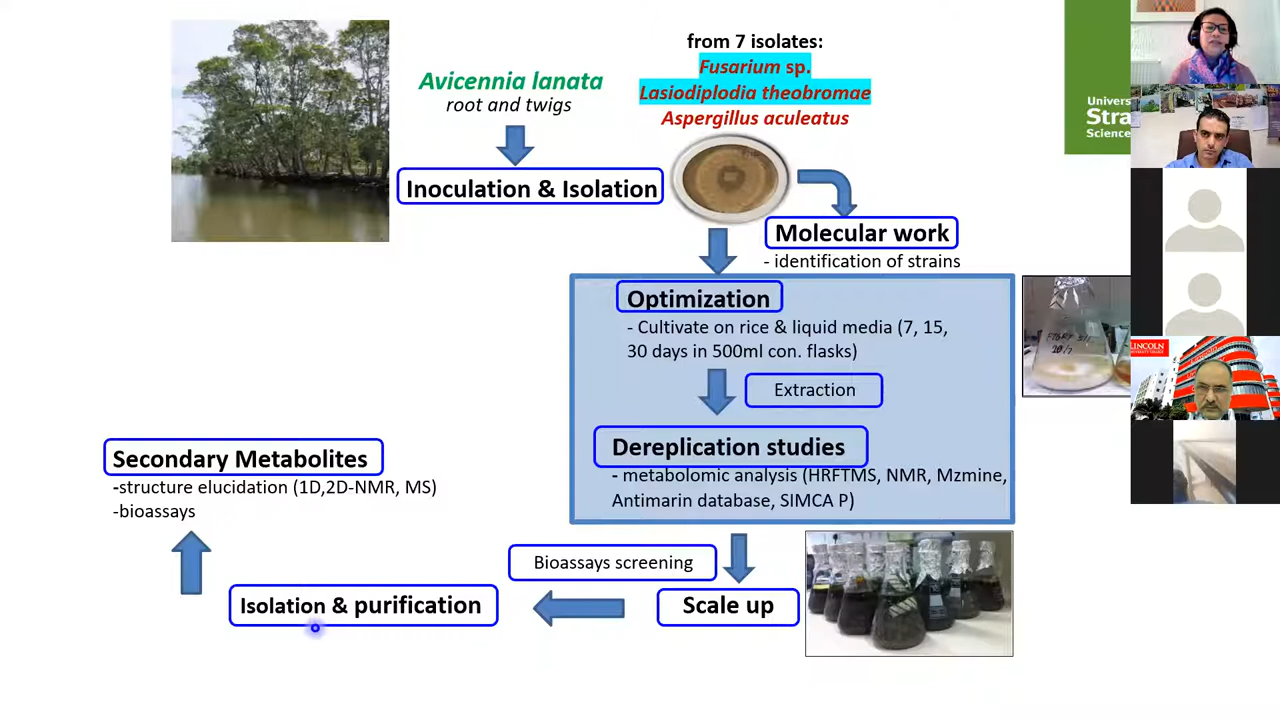 from 7 isolates:
Fusarium sp.
Lasiodiplodia theobromae
Aspergillus aculeatus
Avicennia lanata
root and twigs
Inoculation & Isolation
Molecular work
- identification of strains
Optimization
- Cultivate on rice & liquid media (7, 15,
30 days in 500ml con. flasks)
Extraction
Dereplication studies
- metabolomic analysis (HRFTMS, NMR, Mzmine,
Antimarin database, SIMCA P)
Bioassays screening
Scale up
Isolation & purification
Secondary Metabolites
-structure elucidation (1D,2D-NMR, MS)
-bioassays
Univers
Stra
Science
LINCOLN